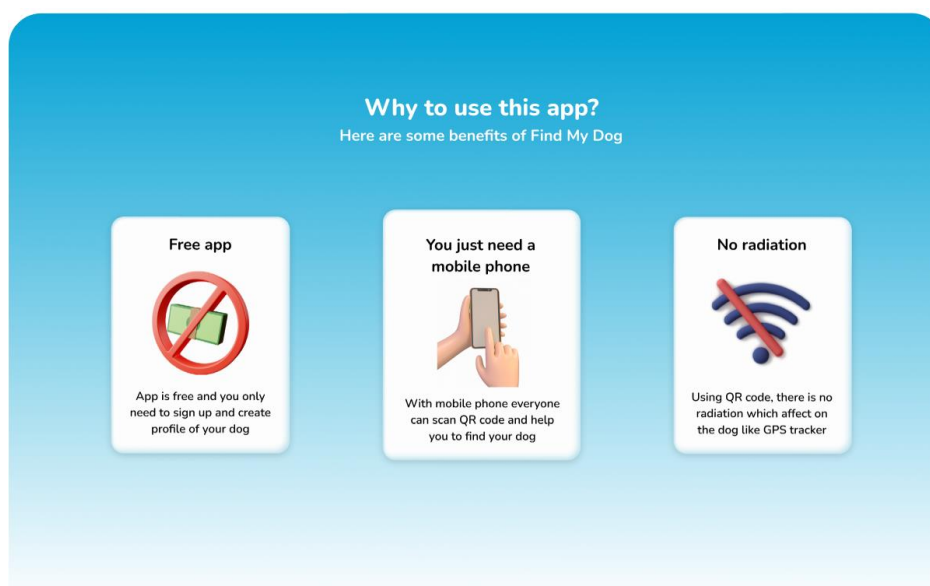 Why to use this app?
Here are some benefits of Find My Dog
Free app
App is free and you only
need to sign up and create
profile of your dog
You just need a
mobile phone
With mobile phone everyone
can scan QR code and help
you to find your dog
No radiation
Using QR code, there is no
radiation which affect on
the dog like GPS tracker